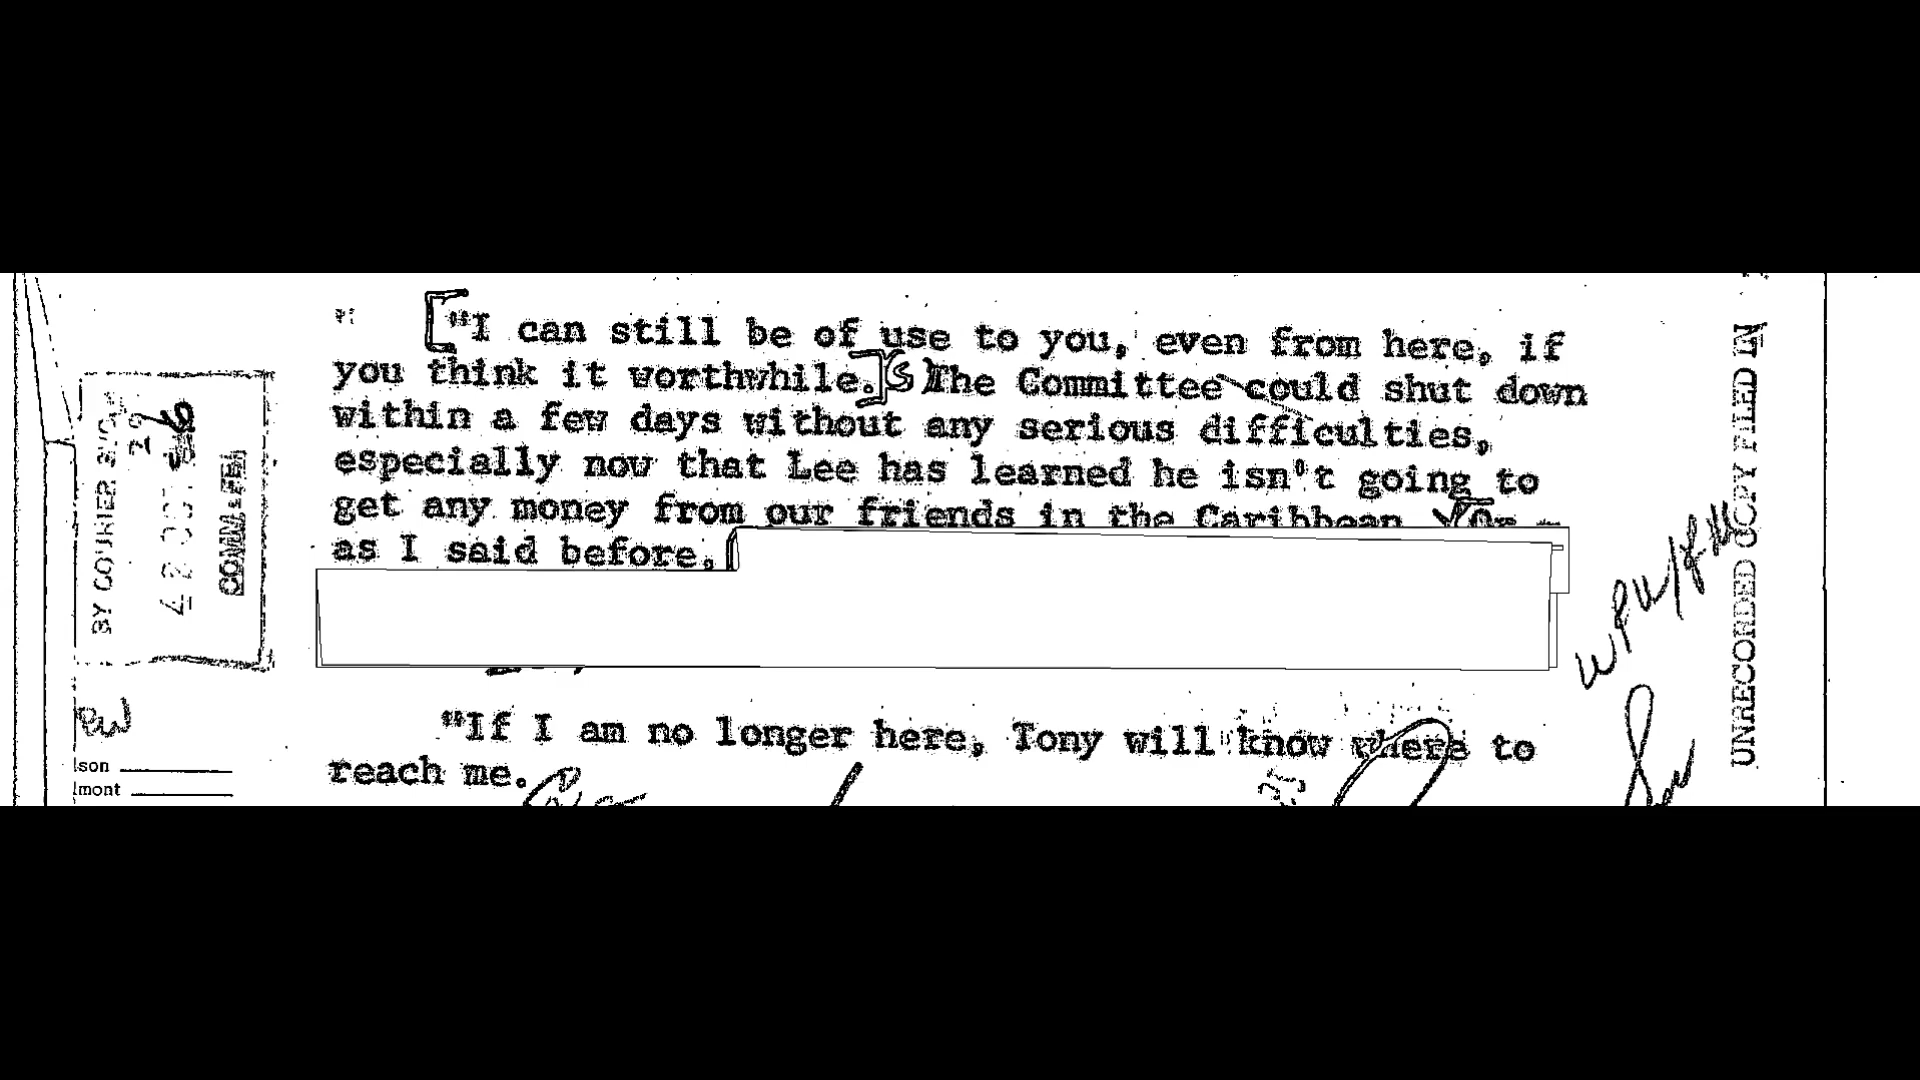 ["I can still be of use to you, even from here, if
you think it worthwhile.](S) The Committee could shut down
within a few days without any serious difficulties,
especially now that Lee has learned he isn't going to
get any money from our friends in the Caribbean
as I said before.
"If I am no longer here, Tony will know where to
reach me.
BY COURIER
COMM - FBI
son
mont
UNRECORDED COPY FILED IN